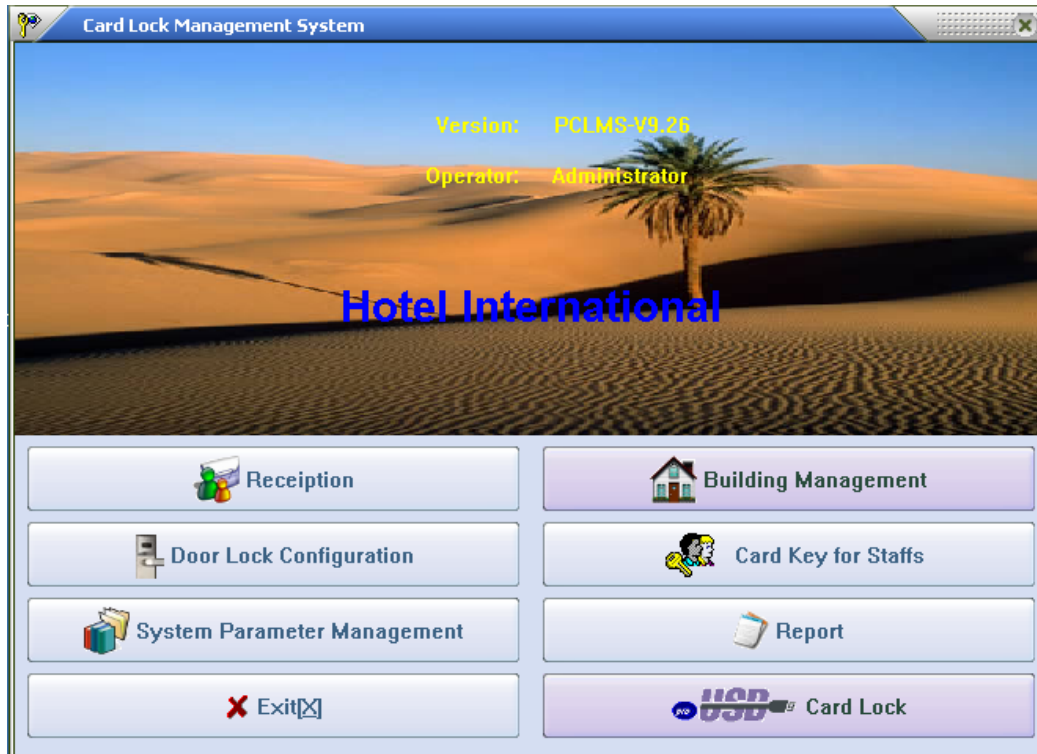 Card Lock Management System
Version: PCLMS-V9.26
Operator: Administrator
Hotel International
Receiption
Building Management
Door Lock Configuration
Card Key for Staffs
System Parameter Management
Report
Exit[X]
pro USB Card Lock